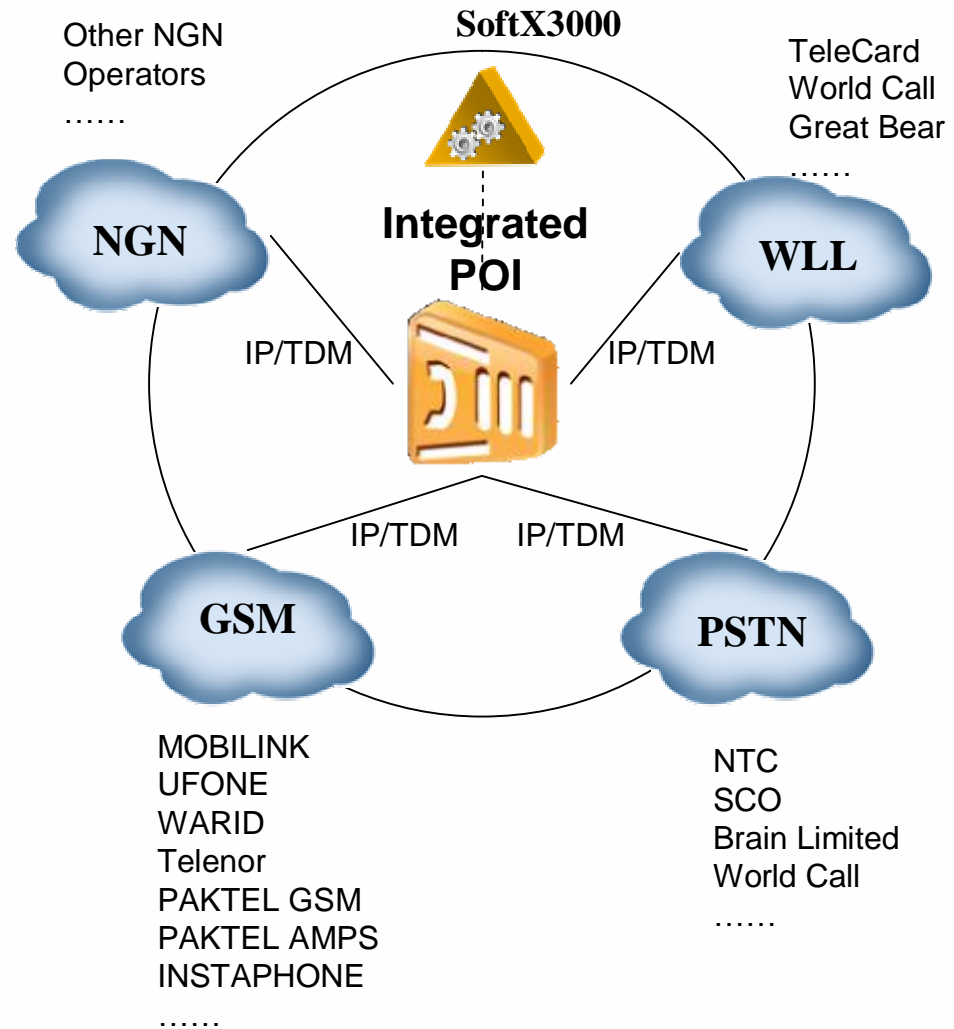 SoftX3000
Other NGN
Operators
……
TeleCard
World Call
Great Bear
……
NGN
Integrated
POI
WLL
IP/TDM
IP/TDM
IP/TDM
IP/TDM
GSM
PSTN
MOBILINK
UFONE
WARID
Telenor
PAKTEL GSM
PAKTEL AMPS
INSTAPHONE
……
NTC
SCO
Brain Limited
World Call
……